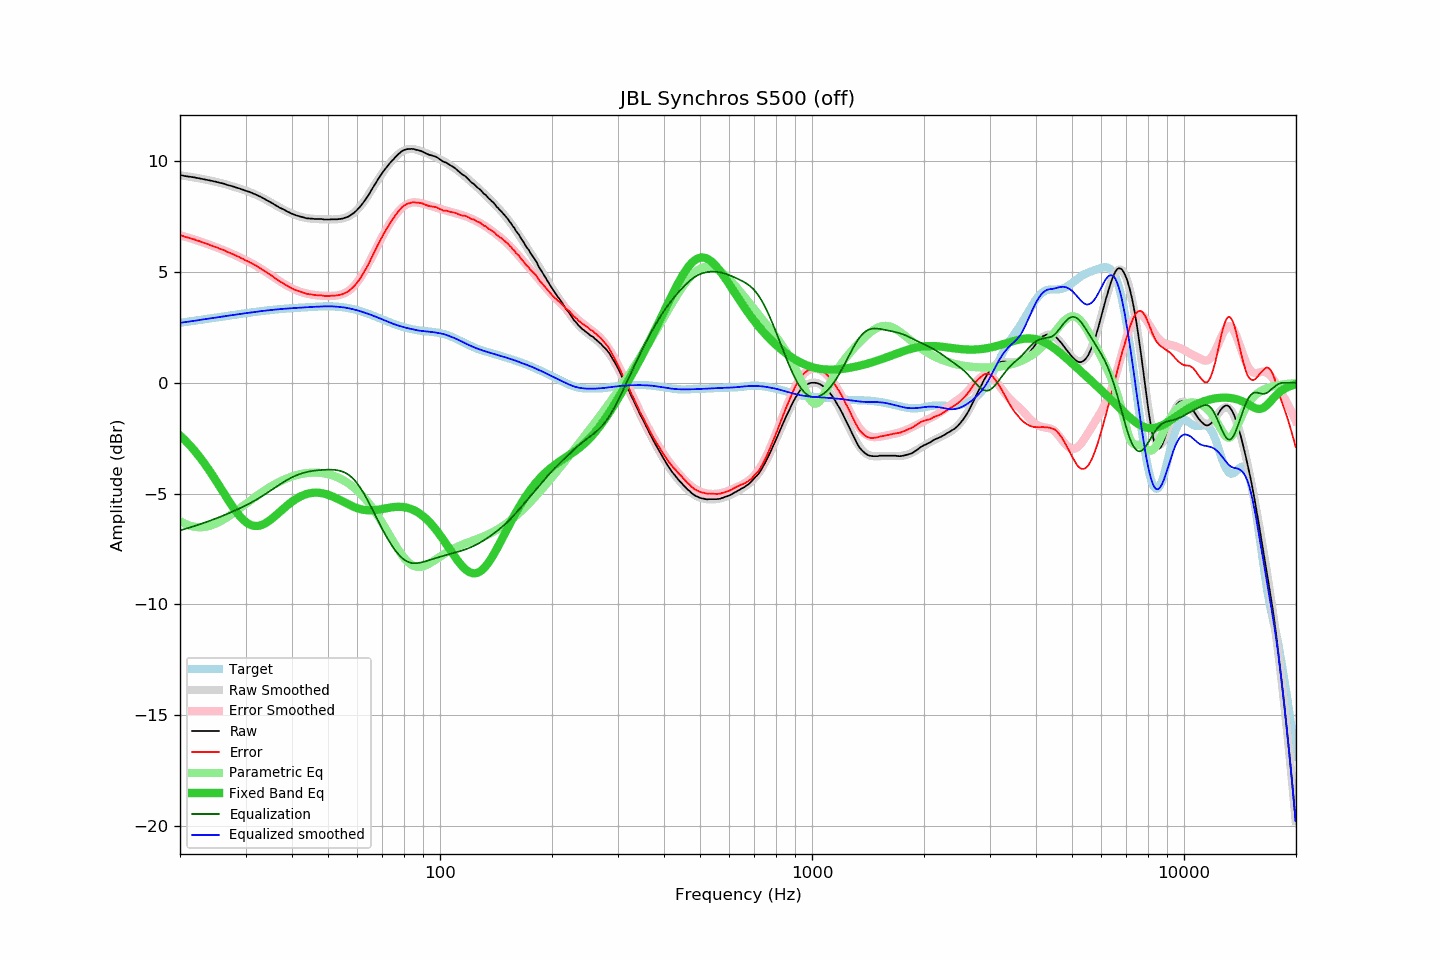 JBL Synchros S500 (off)
10
5
0
−5
−10
−15
−20
Amplitude (dBr)
Target
Raw Smoothed
Error Smoothed
Raw
Error
Parametric Eq
Fixed Band Eq
Equalization
Equalized smoothed
100
1000
10000
Frequency (Hz)